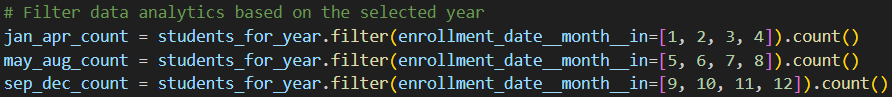 # Filter data analytics based on the selected year
jan_apr_count = students_for_year.filter(enrollment_date__month__in=[1, 2, 3, 4]).count()
may_aug_count = students_for_year.filter(enrollment_date__month__in=[5, 6, 7, 8]).count()
sep_dec_count = students_for_year.filter(enrollment_date__month__in=[9, 10, 11, 12]).count()